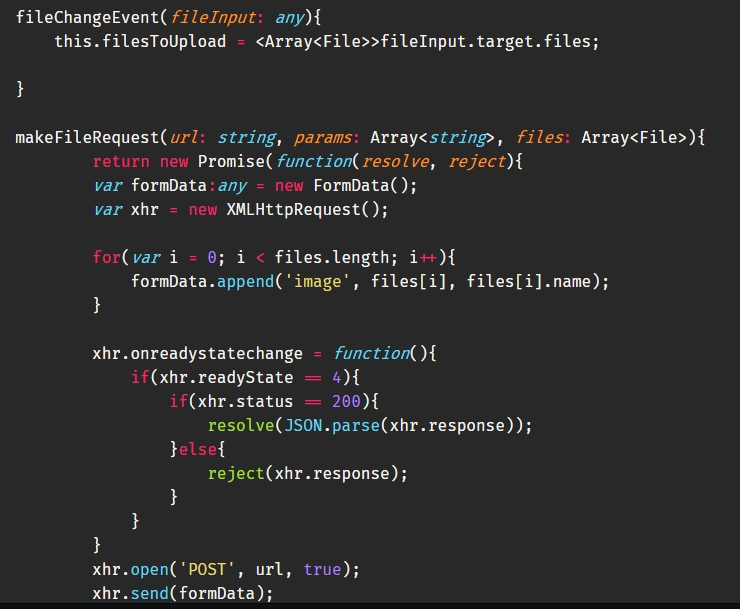 fileChangeEvent(fileInput: any){
    this.filesToUpload = <Array<File>>fileInput.target.files;
}
makeFileRequest(url: string, params: Array<string>, files: Array<File>){
        return new Promise(function(resolve, reject){
        var formData:any = new FormData();
        var xhr = new XMLHttpRequest();
        for(var i = 0; i < files.length; i++){
            formData.append('image', files[i], files[i].name);
        }
        xhr.onreadystatechange = function(){
            if(xhr.readyState == 4){
                if(xhr.status == 200){
                    resolve(JSON.parse(xhr.response));
                }else{
                    reject(xhr.response);
                }
            }
        }
        xhr.open('POST', url, true);
        xhr.send(formData);